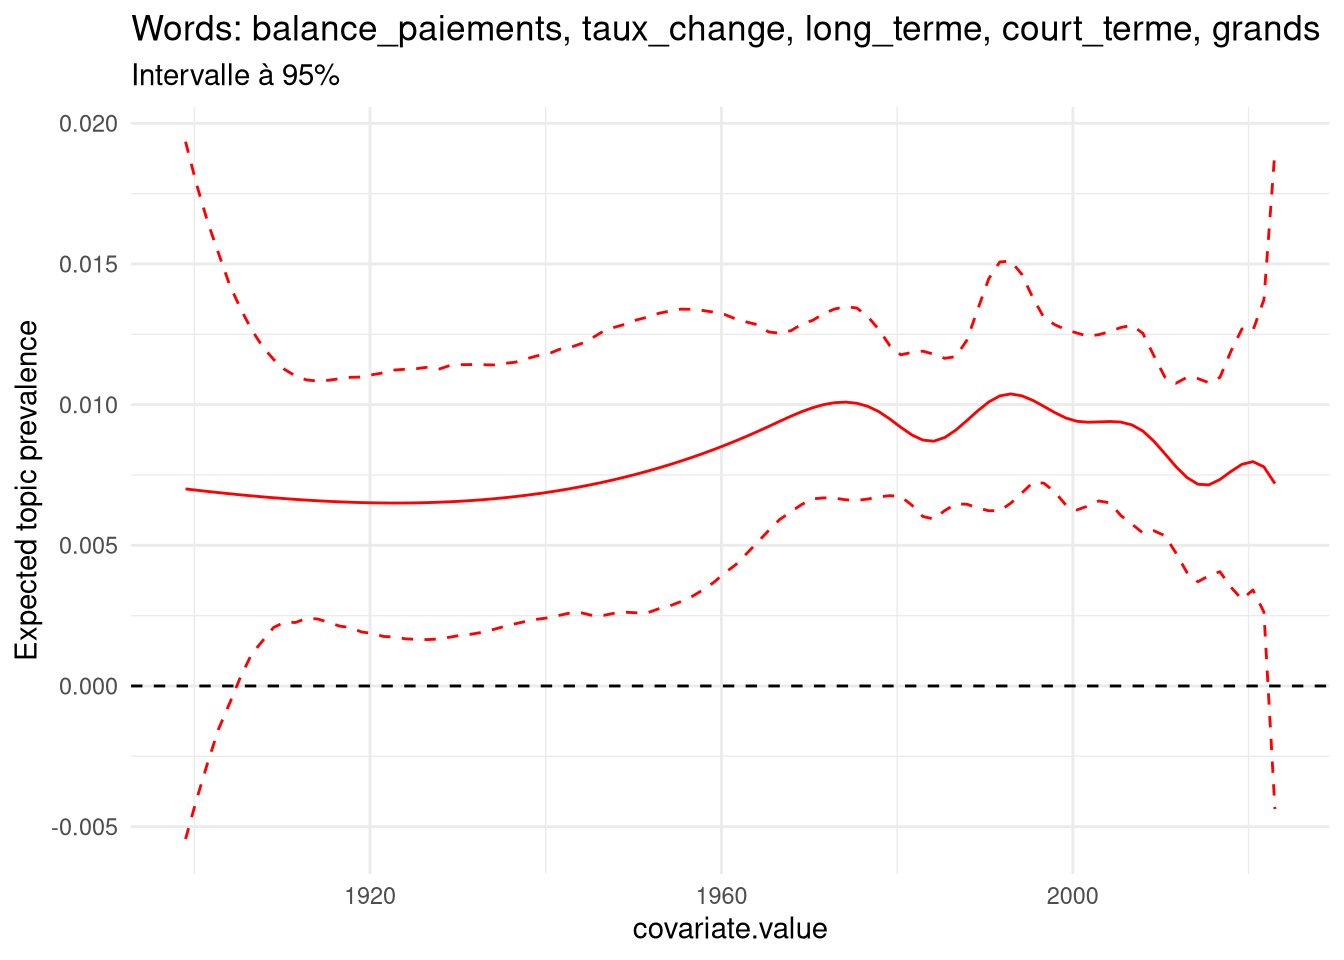 Words: balance_paiements, taux_change, long_terme, court_terme, grands
Intervalle à 95%
Expected topic prevalence
0.020
0.015
0.010
0.005
0.000
-0.005
1920 1960 2000
covariate.value